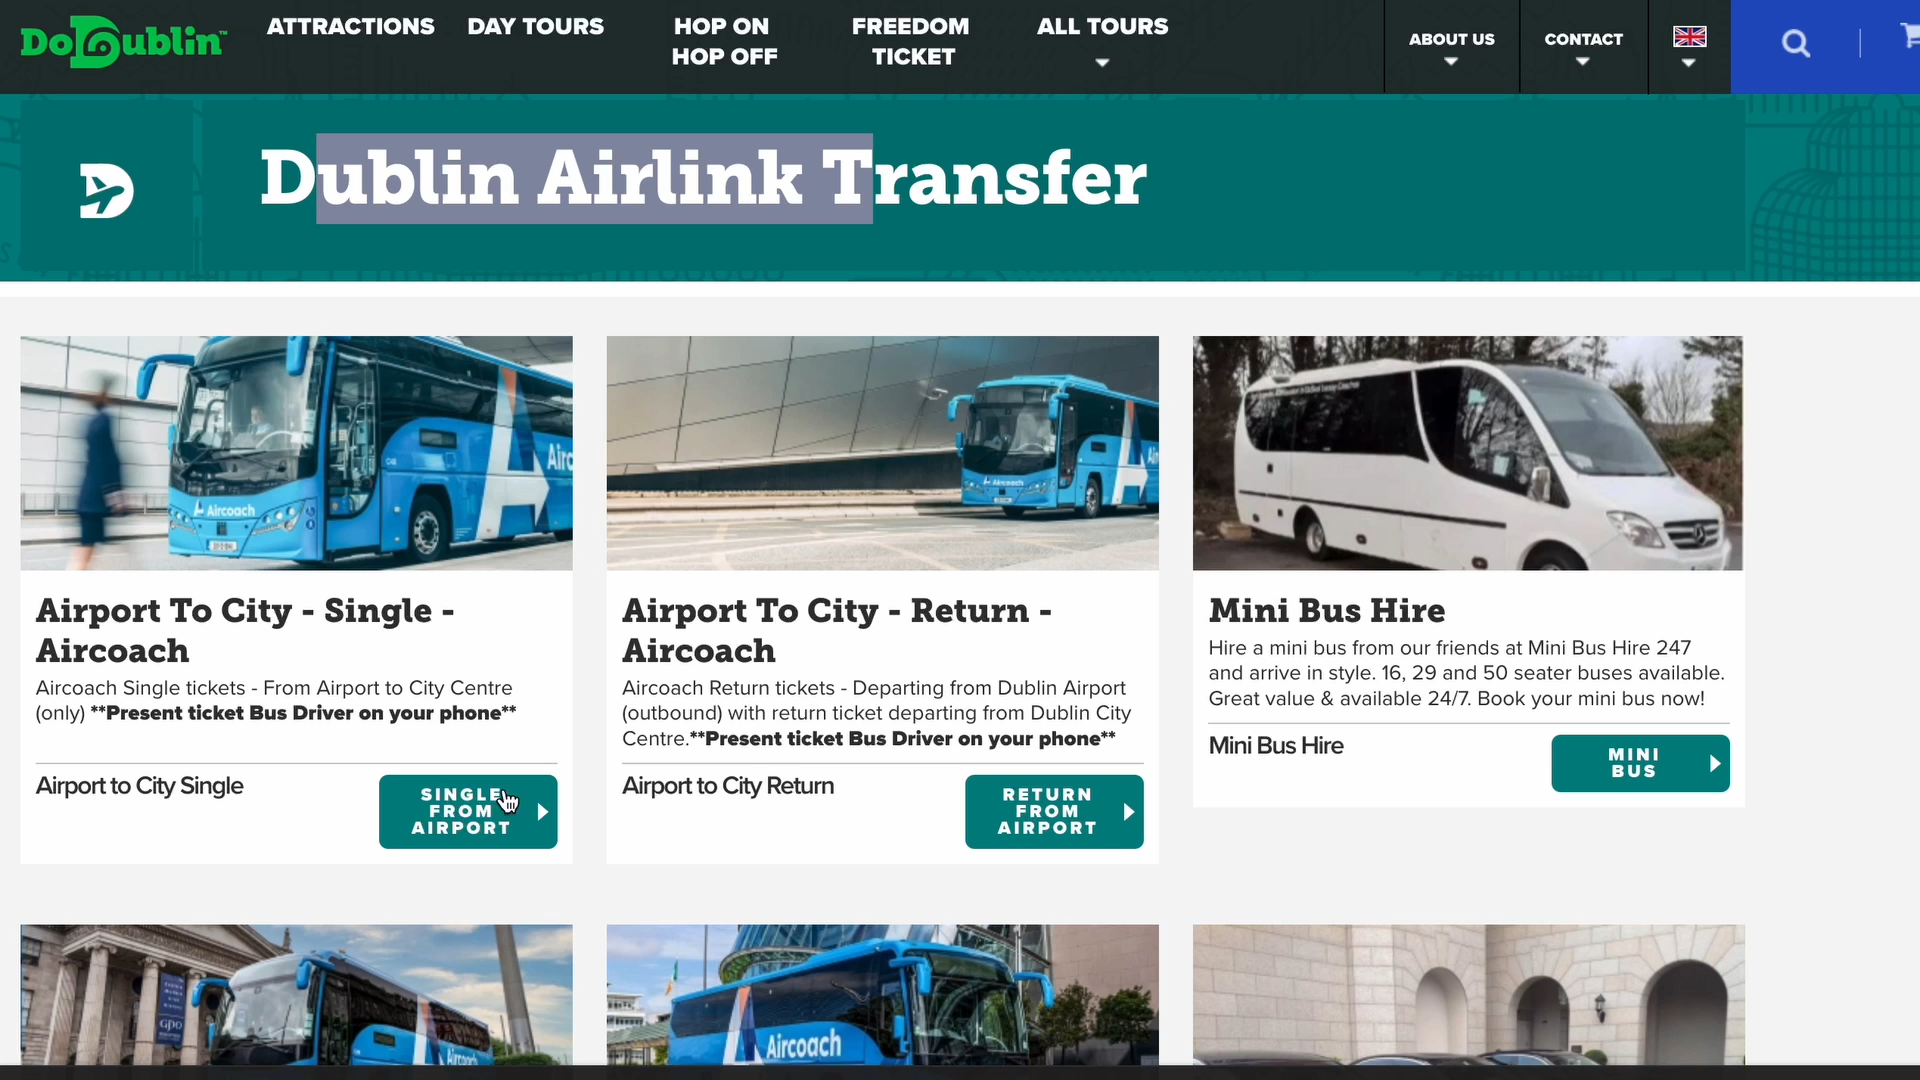 DoDublin™
ATTRACTIONS
DAY TOURS
HOP ON
HOP OFF
FREEDOM
TICKET
ALL TOURS
ABOUT US
CONTACT
Dublin Airlink Transfer
Aircoach
Airc
Aircoach
Airport To City - Single -
Aircoach
Aircoach Single tickets - From Airport to City Centre
(only) **Present ticket Bus Driver on your phone**
Airport to City Single
SINGLE
FROM
AIRPORT
Airport To City - Return -
Aircoach
Aircoach Return tickets - Departing from Dublin Airport
(outbound) with return ticket departing from Dublin City
Centre.**Present ticket Bus Driver on your phone**
Airport to City Return
RETURN
FROM
AIRPORT
Mini Bus Hire
Hire a mini bus from our friends at Mini Bus Hire 247
and arrive in style. 16, 29 and 50 seater buses available.
Great value & available 24/7. Book your mini bus now!
Mini Bus Hire
MINI
BUS
gpo
Aircoach
Aircoach